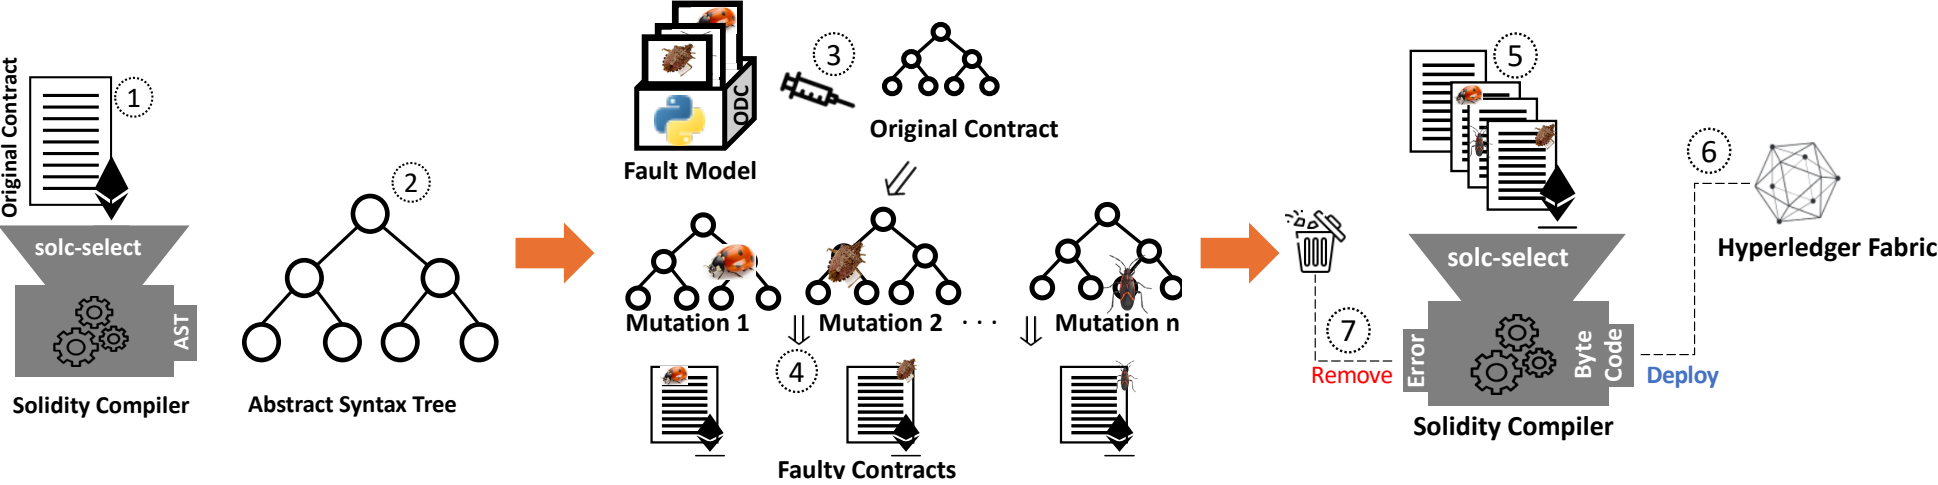 Original Contract
1
solc-select
AST
Solidity Compiler
2
Abstract Syntax Tree
ODC
Fault Model
3
Original Contract
Mutation 1
Mutation 2
. . .
Mutation n
4
Faulty Contracts
5
solc-select
Error
Byte
Code
Solidity Compiler
6
Hyperledger Fabric
Deploy
7
Remove